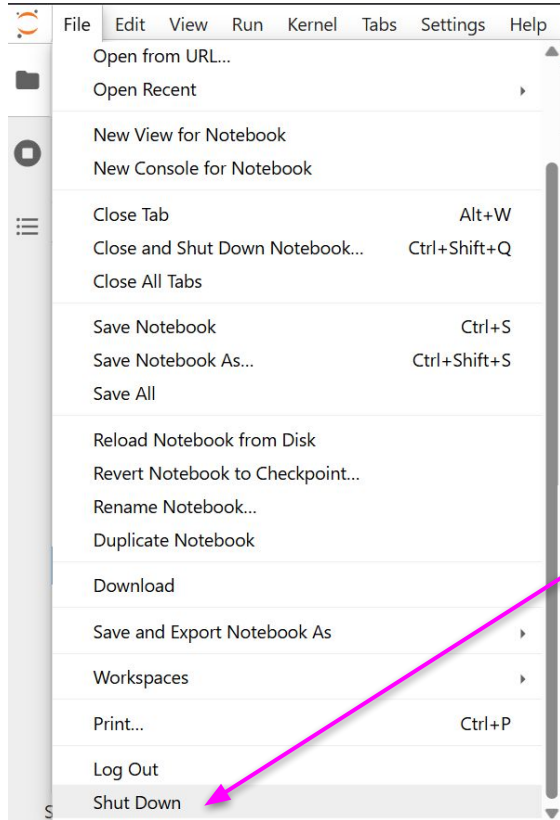 File Edit View Run Kernel Tabs Settings Help
Open from URL...
Open Recent
New View for Notebook
New Console for Notebook
Close Tab Alt+W
Close and Shut Down Notebook... Ctrl+Shift+Q
Close All Tabs
Save Notebook Ctrl+S
Save Notebook As... Ctrl+Shift+S
Save All
Reload Notebook from Disk
Revert Notebook to Checkpoint...
Rename Notebook...
Duplicate Notebook
Download
Save and Export Notebook As
Workspaces
Print... Ctrl+P
Log Out
Shut Down